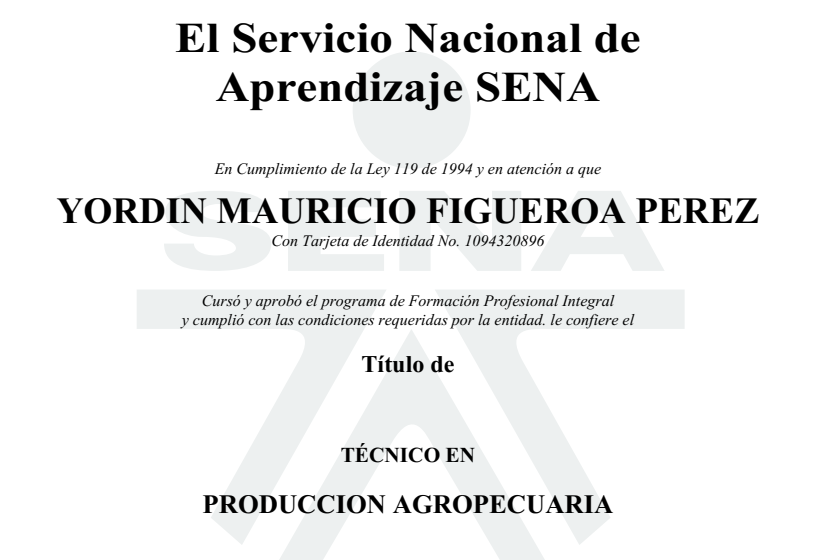 El Servicio Nacional de
Aprendizaje SENA
En Cumplimiento de la Ley 119 de 1994 y en atención a que
YORDIN MAURICIO FIGUEROA PEREZ
Con Tarjeta de Identidad No. 1094320896
SENA
Cursó y aprobó el programa de Formación Profesional Integral
y cumplió con las condiciones requeridas por la entidad. le confiere el
Título de
TÉCNICO EN
PRODUCCION AGROPECUARIA